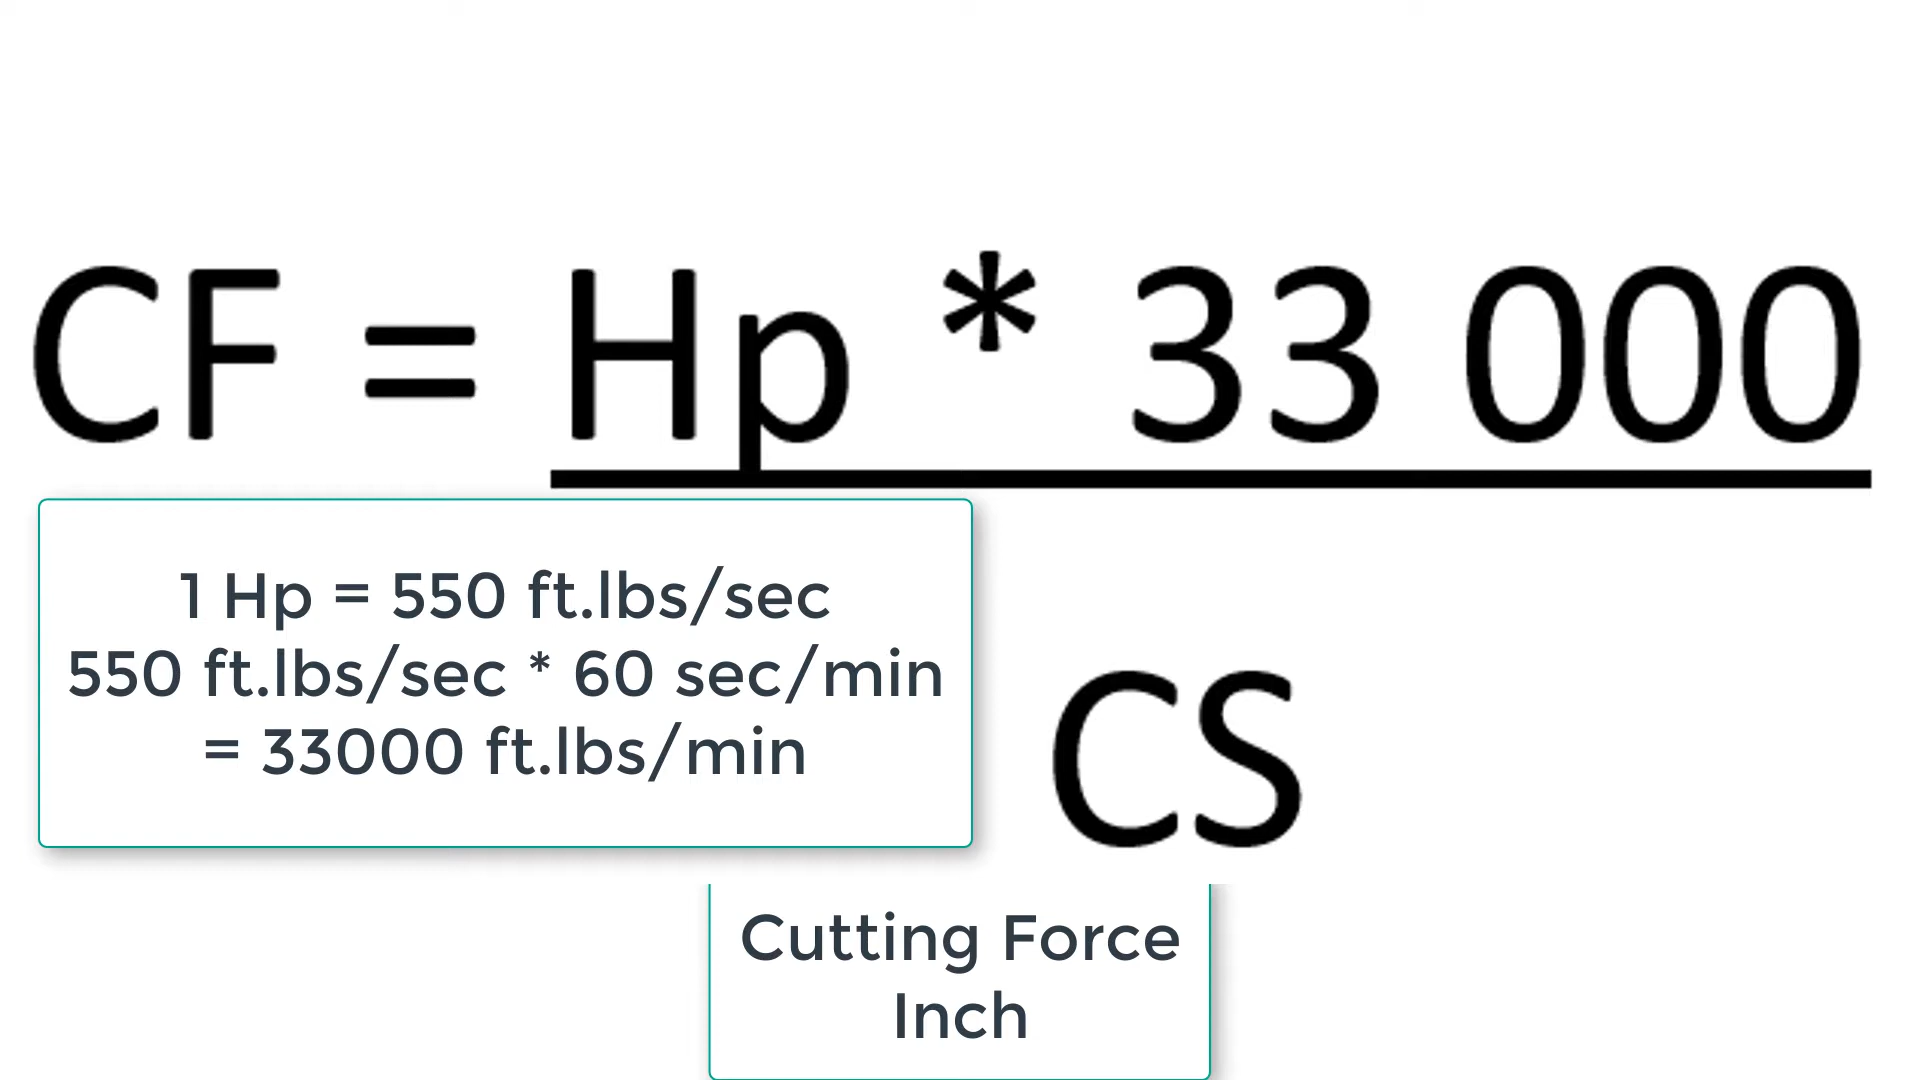 CF = Hp * 33 000
CS
1 Hp = 550 ft.lbs/sec
550 ft.lbs/sec * 60 sec/min
= 33000 ft.lbs/min
Cutting Force
Inch